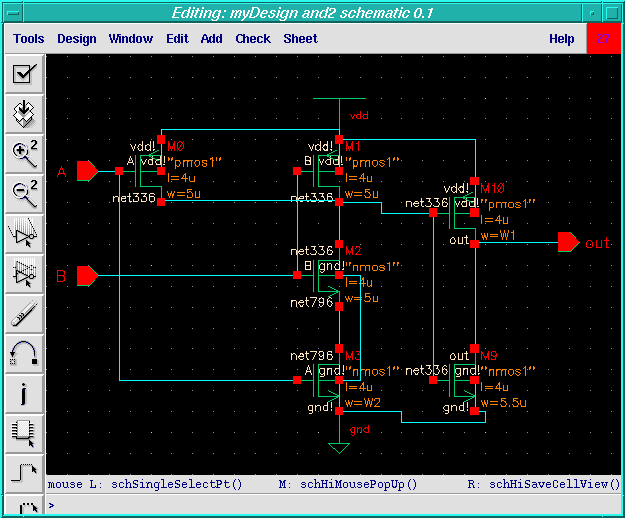 Editing: myDesign and2 schematic 0.1
Tools Design Window Edit Add Check Sheet Help 27
vdd
vdd! M0 vdd! M1
A A vdd! "pmos1" B vdd! "pmos1"
l=4u l=4u vdd! M10
net336 w=5u net336 w=5u net336 vdd! "pmos1"
l=4u
out w=W1
out
net336 M2
B B gnd! "nmos1"
l=4u
net796 w=5u
net796 M3 out M9
A gnd! "nmos1" net336 gnd! "nmos1"
l=4u l=4u
gnd! w=W2 gnd! w=5.5u
gnd
mouse L: schSingleSelectPt() M: schHiMousePopUp() R: schHiSaveCellView()
>